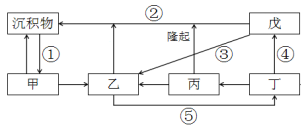 沉积物 ② 戊
① 隆起 ③ ④
甲 乙 丙 丁
⑤